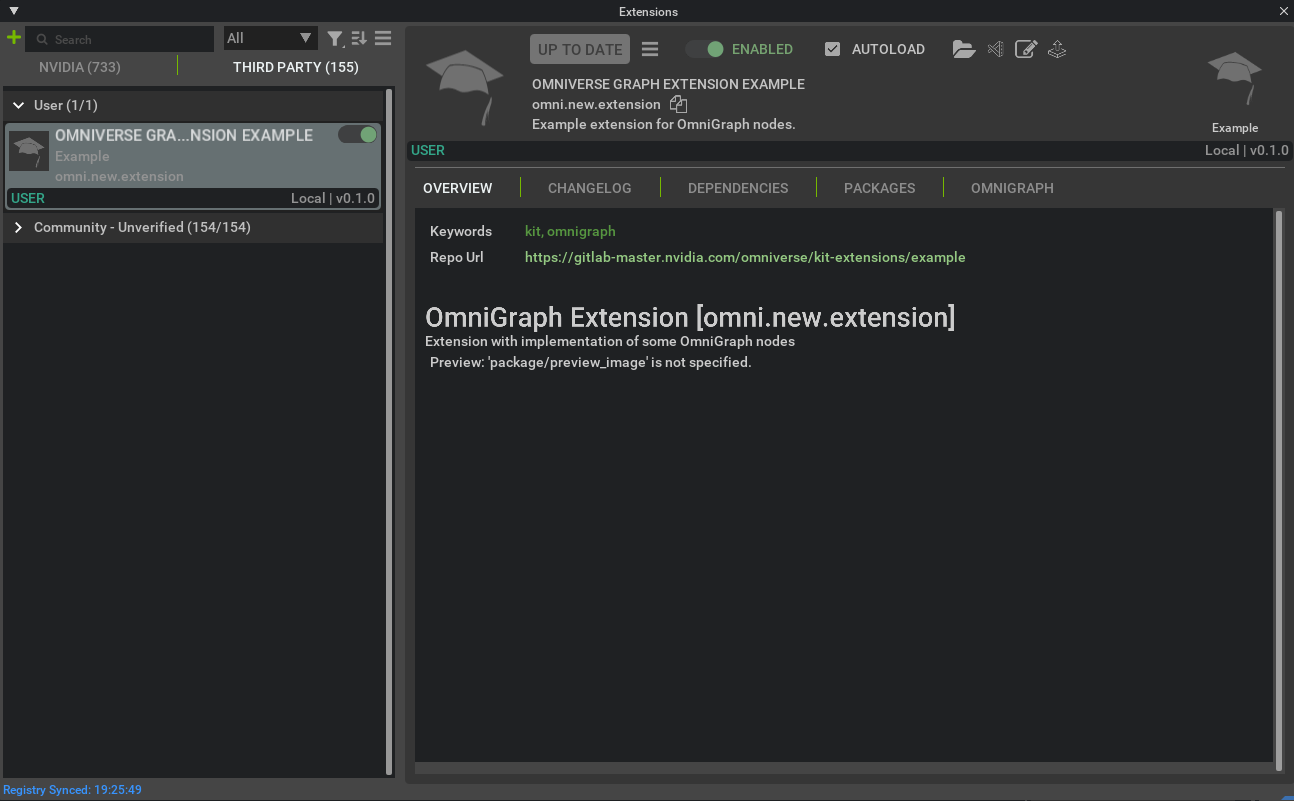 Extensions
Search
All
NVIDIA (733)
THIRD PARTY (155)
User (1/1)
OMNIVERSE GRA...NSION EXAMPLE
Example
omni.new.extension
USER
Local | v0.1.0
Community - Unverified (154/154)
Registry Synced: 19:25:49
UP TO DATE
ENABLED
AUTOLOAD
OMNIVERSE GRAPH EXTENSION EXAMPLE
omni.new.extension
Example extension for OmniGraph nodes.
Example
USER
Local | v0.1.0
OVERVIEW
CHANGELOG
DEPENDENCIES
PACKAGES
OMNIGRAPH
Keywords kit, omnigraph
Repo Url https://gitlab-master.nvidia.com/omniverse/kit-extensions/example
OmniGraph Extension [omni.new.extension]
Extension with implementation of some OmniGraph nodes
Preview: 'package/preview_image' is not specified.